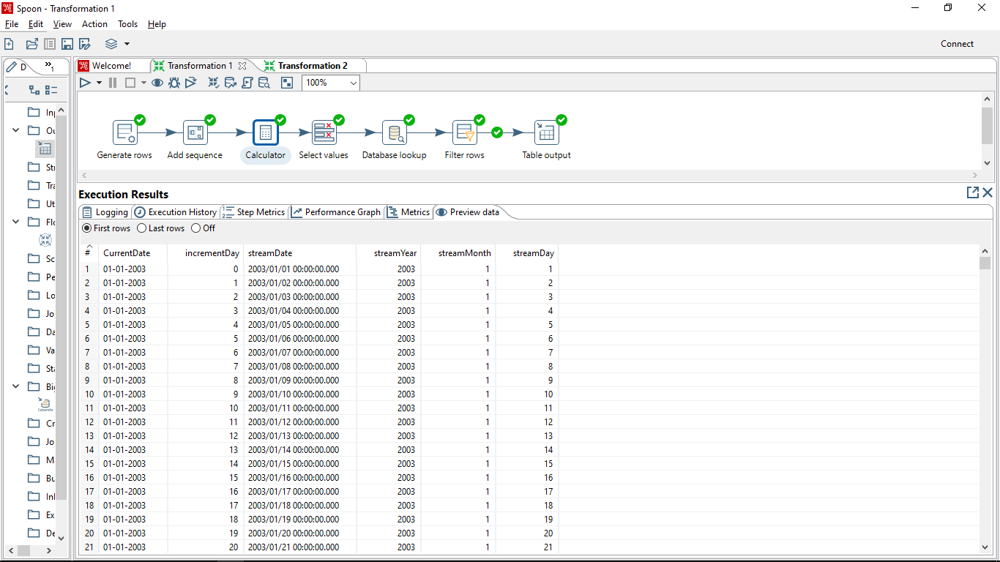 Spoon - Transformation 1
File Edit View Action Tools Help
Connect
D »1
Welcome! Transformation 1 Transformation 2
100%
Inp
Ou
Str
Tra
Ut
Flo
Sc
Pe
Lo
Jo
Da
Va
Sta
Bi
Cassandra
Cr
Jo
M
Bu
Inl
Ex
De
Generate rows Add sequence Calculator Select values Database lookup Filter rows Table output
Execution Results
Logging Execution History Step Metrics Performance Graph Metrics Preview data
First rows Last rows Off
# CurrentDate incrementDay streamDate streamYear streamMonth streamDay
1 01-01-2003 0 2003/01/01 00:00:00.000 2003 1 1
2 01-01-2003 1 2003/01/02 00:00:00.000 2003 1 2
3 01-01-2003 2 2003/01/03 00:00:00.000 2003 1 3
4 01-01-2003 3 2003/01/04 00:00:00.000 2003 1 4
5 01-01-2003 4 2003/01/05 00:00:00.000 2003 1 5
6 01-01-2003 5 2003/01/06 00:00:00.000 2003 1 6
7 01-01-2003 6 2003/01/07 00:00:00.000 2003 1 7
8 01-01-2003 7 2003/01/08 00:00:00.000 2003 1 8
9 01-01-2003 8 2003/01/09 00:00:00.000 2003 1 9
10 01-01-2003 9 2003/01/10 00:00:00.000 2003 1 10
11 01-01-2003 10 2003/01/11 00:00:00.000 2003 1 11
12 01-01-2003 11 2003/01/12 00:00:00.000 2003 1 12
13 01-01-2003 12 2003/01/13 00:00:00.000 2003 1 13
14 01-01-2003 13 2003/01/14 00:00:00.000 2003 1 14
15 01-01-2003 14 2003/01/15 00:00:00.000 2003 1 15
16 01-01-2003 15 2003/01/16 00:00:00.000 2003 1 16
17 01-01-2003 16 2003/01/17 00:00:00.000 2003 1 17
18 01-01-2003 17 2003/01/18 00:00:00.000 2003 1 18
19 01-01-2003 18 2003/01/19 00:00:00.000 2003 1 19
20 01-01-2003 19 2003/01/20 00:00:00.000 2003 1 20
21 01-01-2003 20 2003/01/21 00:00:00.000 2003 1 21